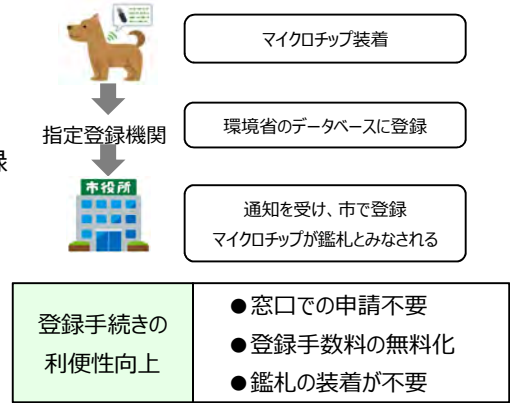 マイクロチップ装着
指定登録機関
環境省のデータベースに登録
録
市役所
通知を受け、市で登録
マイクロチップが鑑札とみなされる
登録手続きの
利便性向上
●窓口での申請不要
●登録手数料の無料化
●鑑札の装着が不要